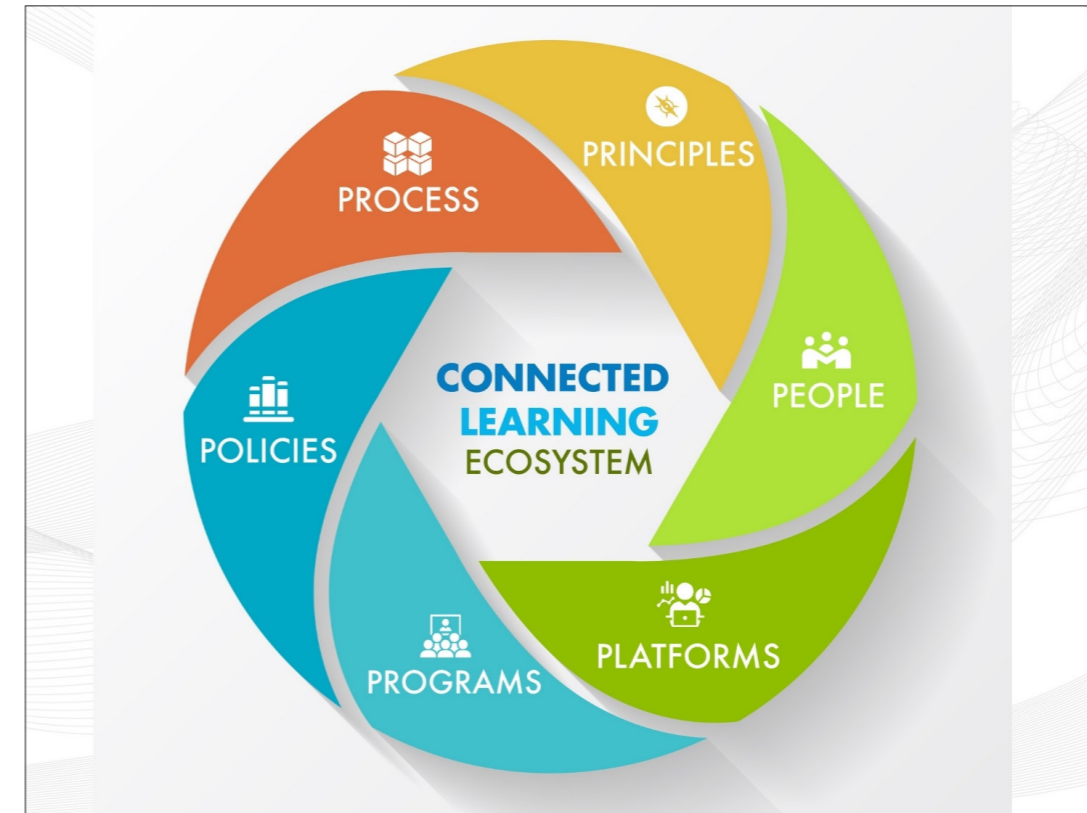 PRINCIPLES
PROCESS
PEOPLE
CONNECTED
LEARNING
ECOSYSTEM
POLICIES
PLATFORMS
PROGRAMS